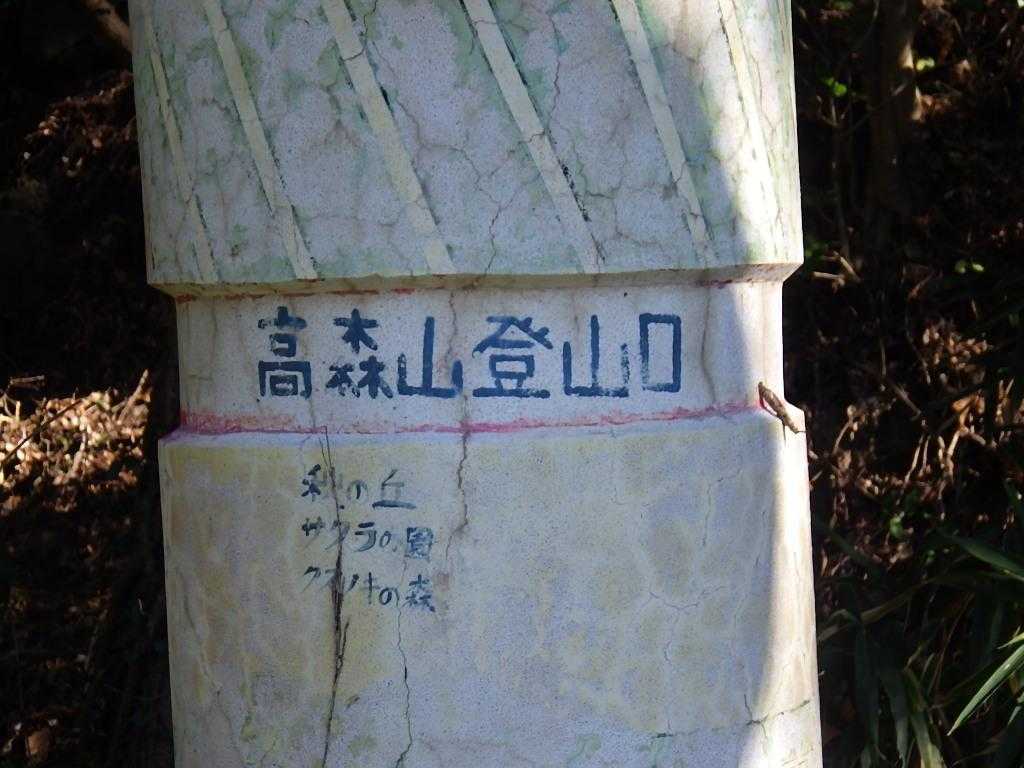 高森山登山口
秋の丘
サクラの園
クスノキの森